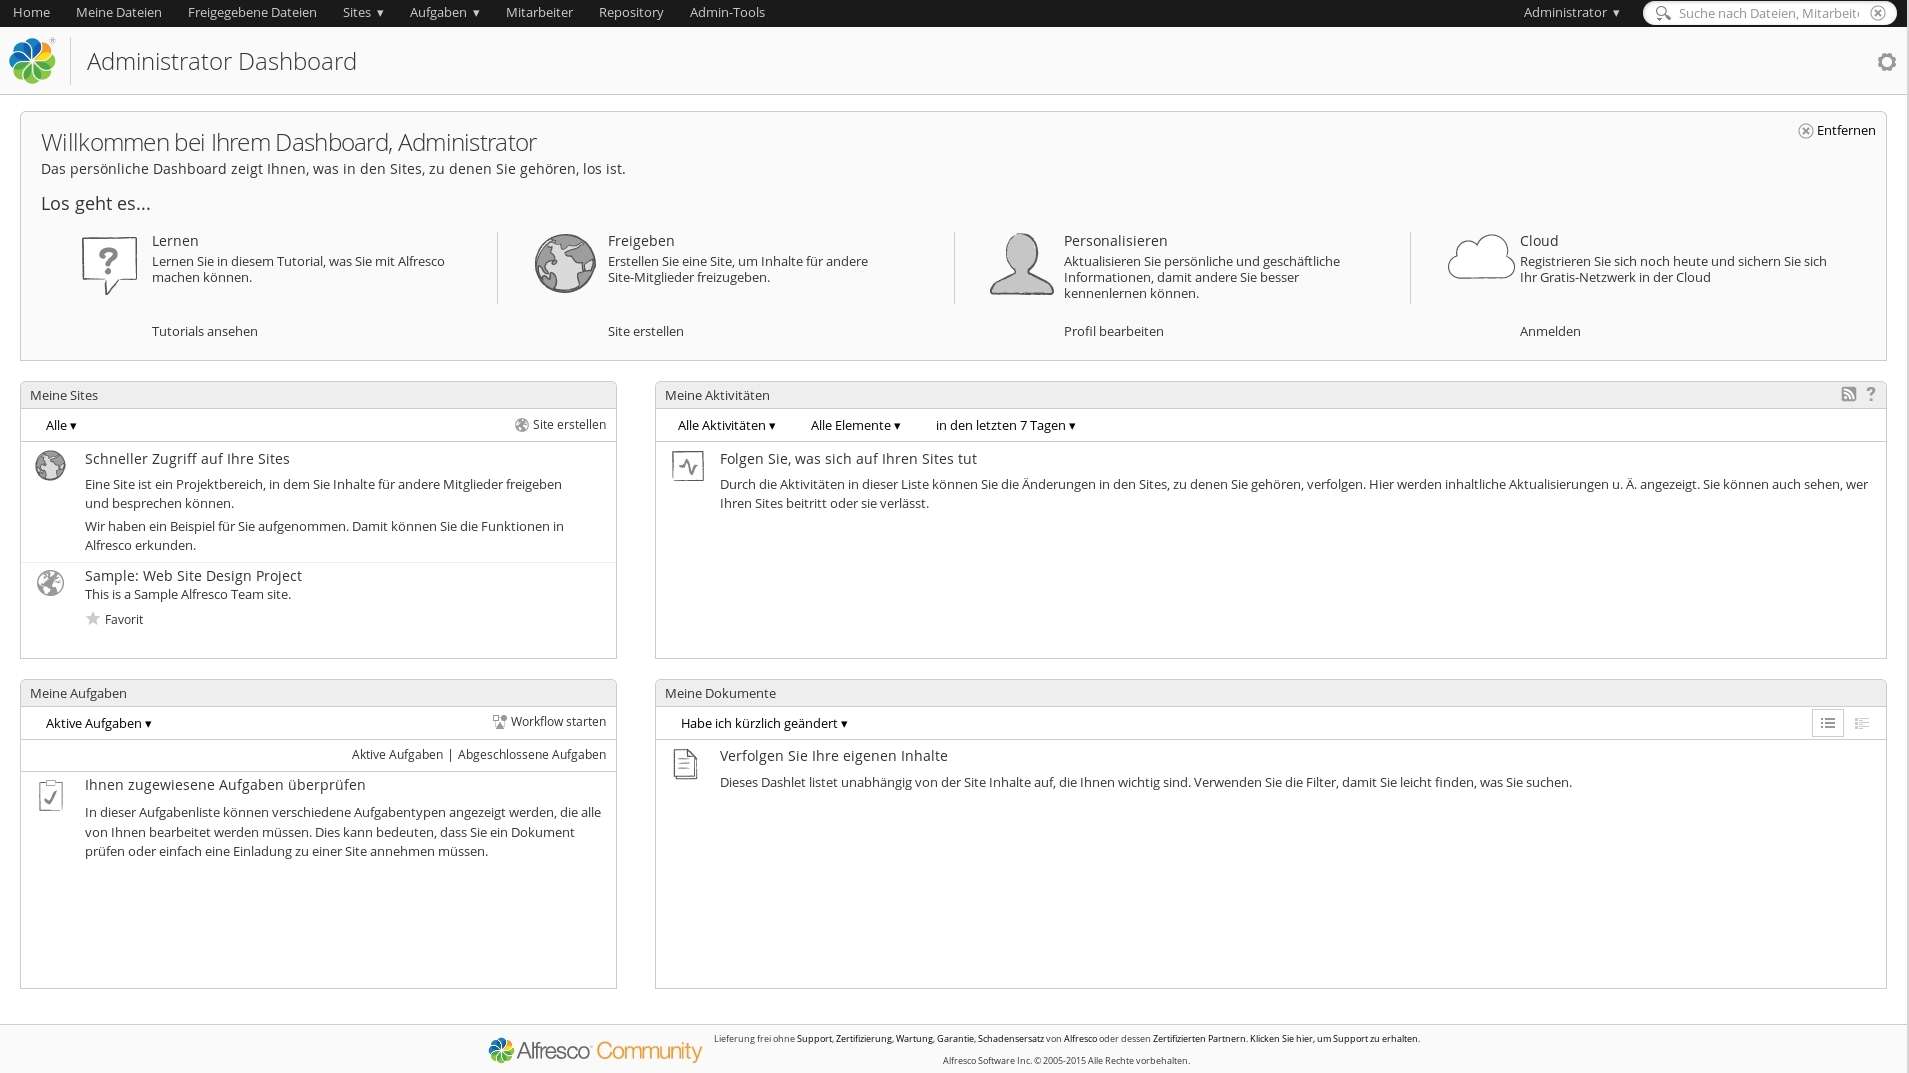 Home Meine Dateien Freigegebene Dateien Sites ▾ Aufgaben ▾ Mitarbeiter Repository Admin-Tools Administrator ▾ Suche nach Dateien,
Administrator Dashboard
Willkommen bei Ihrem Dashboard, Administrator
Entfernen
Das persönliche Dashboard zeigt Ihnen, was in den Sites, zu denen Sie gehören, los ist.
Los geht es...
Lernen
Lernen Sie in diesem Tutorial, was Sie mit Alfresco
machen können.
Tutorials ansehen
Freigeben
Erstellen Sie eine Site, um Inhalte für andere
Site-Mitglieder freizugeben.
Site erstellen
Personalisieren
Aktualisieren Sie persönliche und geschäftliche
Informationen, damit andere Sie besser
kennenlernen können.
Profil bearbeiten
Cloud
Registrieren Sie sich noch heute und sichern Sie sich
Ihr Gratis-Netzwerk in der Cloud
Anmelden
Meine Sites
Alle ▾ Site erstellen
Schneller Zugriff auf Ihre Sites
Eine Site ist ein Projektbereich, in dem Sie Inhalte für andere Mitglieder freigeben
und besprechen können.
Wir haben ein Beispiel für Sie aufgenommen. Damit können Sie die Funktionen in
Alfresco erkunden.
Sample: Web Site Design Project
This is a Sample Alfresco Team site.
Favorit
Meine Aktivitäten
Alle Aktivitäten ▾ Alle Elemente ▾ in den letzten 7 Tagen ▾
Folgen Sie, was sich auf Ihren Sites tut
Durch die Aktivitäten in dieser Liste können Sie die Änderungen in den Sites, zu denen Sie gehören, verfolgen. Hier werden inhaltliche Aktualisierungen u. Ä. angezeigt. Sie können auch sehen, wer
Ihren Sites beitritt oder sie verlässt.
Meine Aufgaben
Aktive Aufgaben ▾ Workflow starten
Aktive Aufgaben | Abgeschlossene Aufgaben
Ihnen zugewiesene Aufgaben überprüfen
In dieser Aufgabenliste können verschiedene Aufgabentypen angezeigt werden, die alle
von Ihnen bearbeitet werden müssen. Dies kann bedeuten, dass Sie ein Dokument
prüfen oder einfach eine Einladung zu einer Site annehmen müssen.
Meine Dokumente
Habe ich kürzlich geändert ▾
Verfolgen Sie Ihre eigenen Inhalte
Dieses Dashlet listet unabhängig von der Site Inhalte auf, die Ihnen wichtig sind. Verwenden Sie die Filter, damit Sie leicht finden, was Sie suchen.
Alfresco Community
Lieferung frei ohne Support, Zertifizierung, Wartung, Garantie, Schadensersatz von Alfresco oder dessen Zertifizierten Partnern. Klicken Sie hier, um Support zu erhalten.
Alfresco Software Inc. © 2005-2015 Alle Rechte vorbehalten.